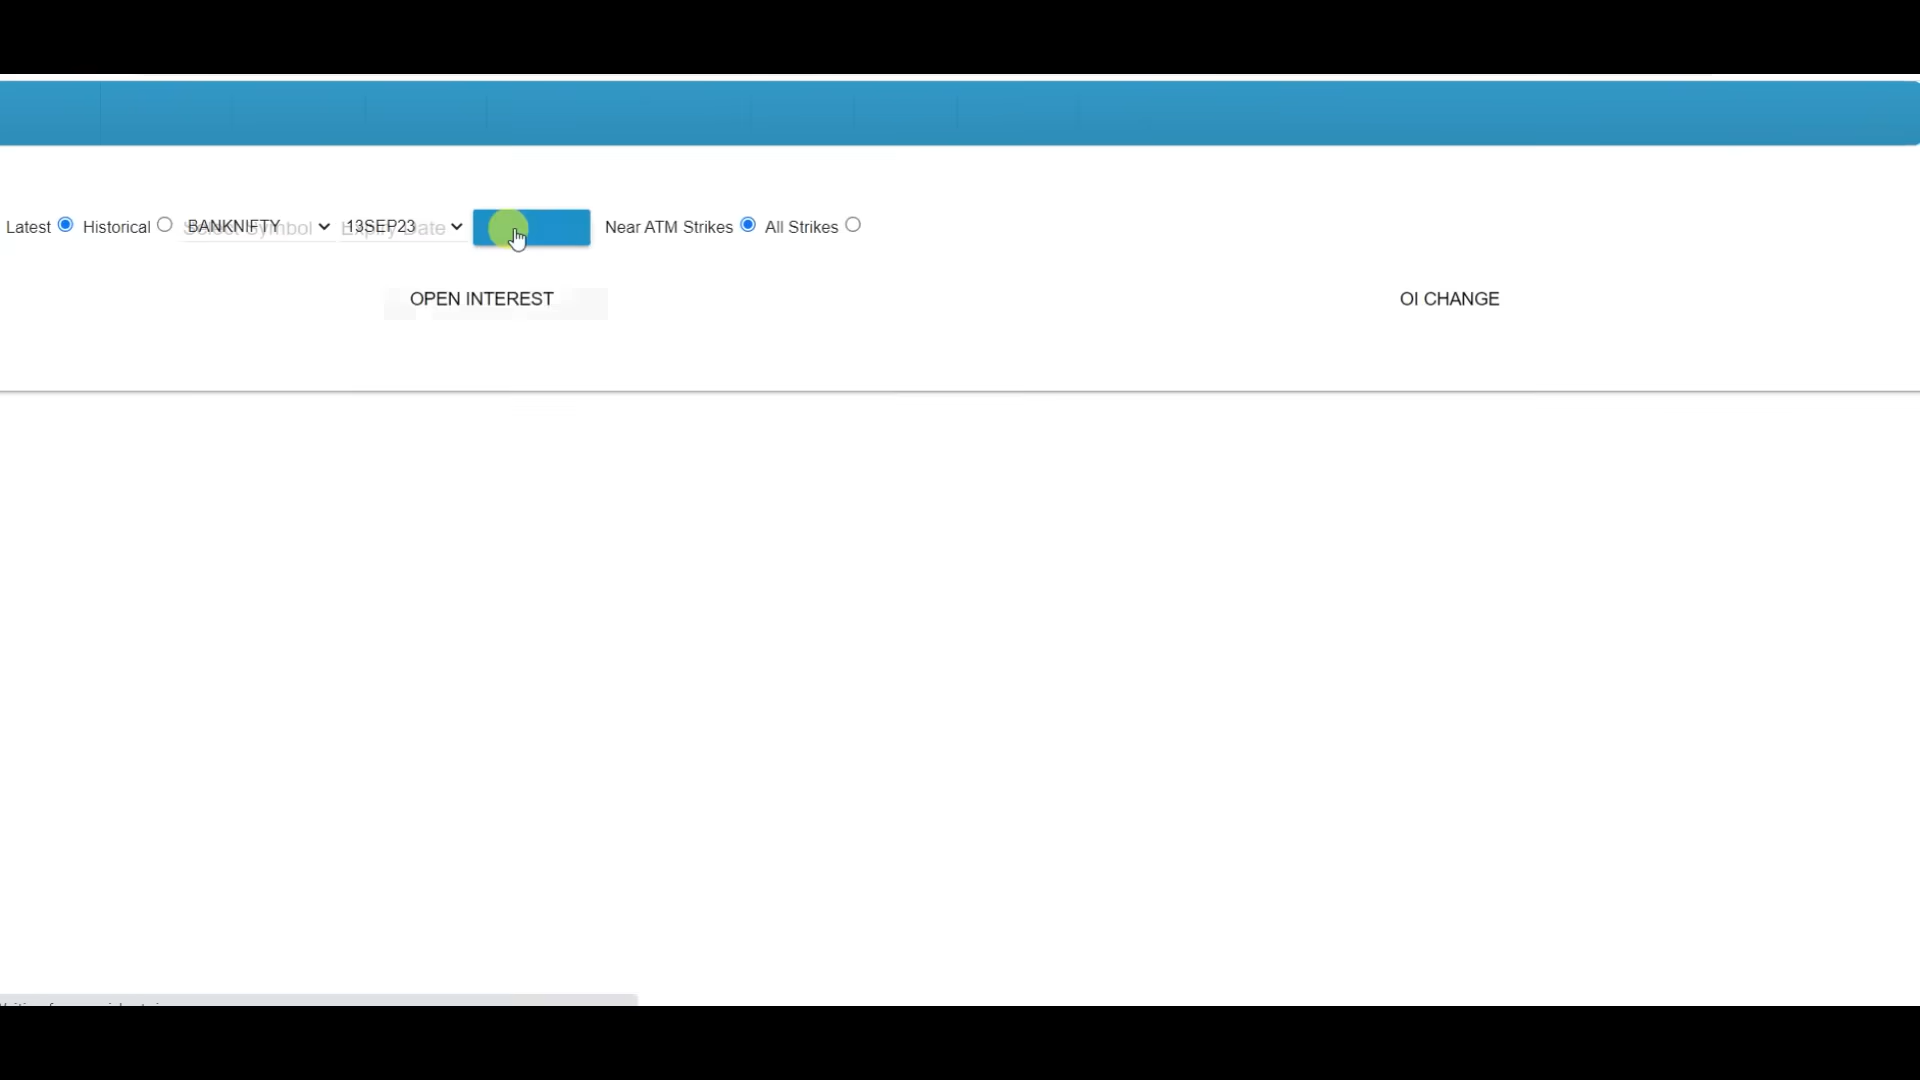 Latest Historical BANKNIFTY 13SEP23 Near ATM Strikes All Strikes
OPEN INTEREST OI CHANGE